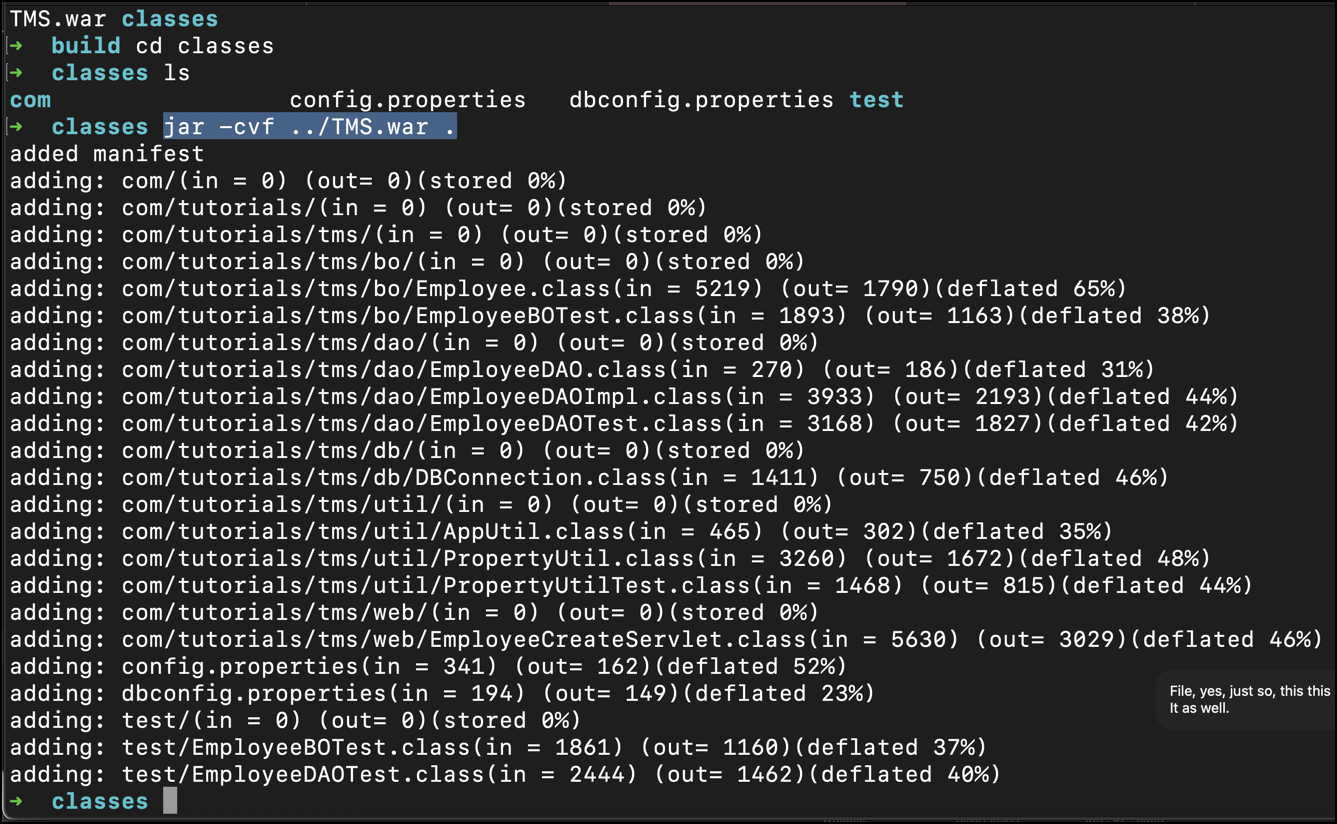 TMS.war classes
[➜ build cd classes
[➜ classes ls
com config.properties dbconfig.properties test
[➜ classes jar -cvf ../TMS.war .
added manifest
adding: com/(in = 0) (out= 0)(stored 0%)
adding: com/tutorials/(in = 0) (out= 0)(stored 0%)
adding: com/tutorials/tms/(in = 0) (out= 0)(stored 0%)
adding: com/tutorials/tms/bo/(in = 0) (out= 0)(stored 0%)
adding: com/tutorials/tms/bo/Employee.class(in = 5219) (out= 1790)(deflated 65%)
adding: com/tutorials/tms/bo/EmployeeBOTest.class(in = 1893) (out= 1163)(deflated 38%)
adding: com/tutorials/tms/dao/(in = 0) (out= 0)(stored 0%)
adding: com/tutorials/tms/dao/EmployeeDAO.class(in = 270) (out= 186)(deflated 31%)
adding: com/tutorials/tms/dao/EmployeeDAOImpl.class(in = 3933) (out= 2193)(deflated 44%)
adding: com/tutorials/tms/dao/EmployeeDAOTest.class(in = 3168) (out= 1827)(deflated 42%)
adding: com/tutorials/tms/db/(in = 0) (out= 0)(stored 0%)
adding: com/tutorials/tms/db/DBConnection.class(in = 1411) (out= 750)(deflated 46%)
adding: com/tutorials/tms/util/(in = 0) (out= 0)(stored 0%)
adding: com/tutorials/tms/util/AppUtil.class(in = 465) (out= 302)(deflated 35%)
adding: com/tutorials/tms/util/PropertyUtil.class(in = 3260) (out= 1672)(deflated 48%)
adding: com/tutorials/tms/util/PropertyUtilTest.class(in = 1468) (out= 815)(deflated 44%)
adding: com/tutorials/tms/web/(in = 0) (out= 0)(stored 0%)
adding: com/tutorials/tms/web/EmployeeCreateServlet.class(in = 5630) (out= 3029)(deflated 46%)
adding: config.properties(in = 341) (out= 162)(deflated 52%)
adding: dbconfig.properties(in = 194) (out= 149)(deflated 23%)
File, yes, just so, this this
It as well.
adding: test/(in = 0) (out= 0)(stored 0%)
adding: test/EmployeeBOTest.class(in = 1861) (out= 1160)(deflated 37%)
adding: test/EmployeeDAOTest.class(in = 2444) (out= 1462)(deflated 40%)
➜ classes